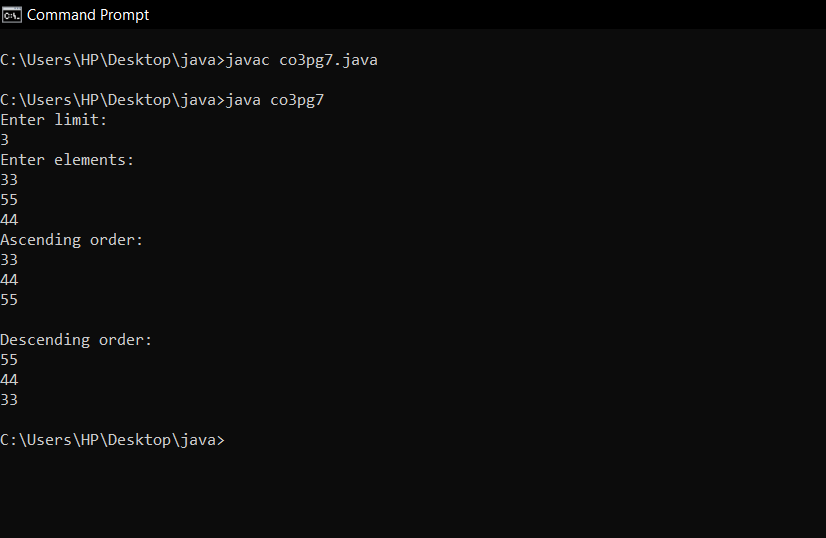 Command Prompt
C:\Users\HP\Desktop\java>javac co3pg7.java
C:\Users\HP\Desktop\java>java co3pg7
Enter limit:
3
Enter elements:
33
55
44
Ascending order:
33
44
55
Descending order:
55
44
33
C:\Users\HP\Desktop\java>